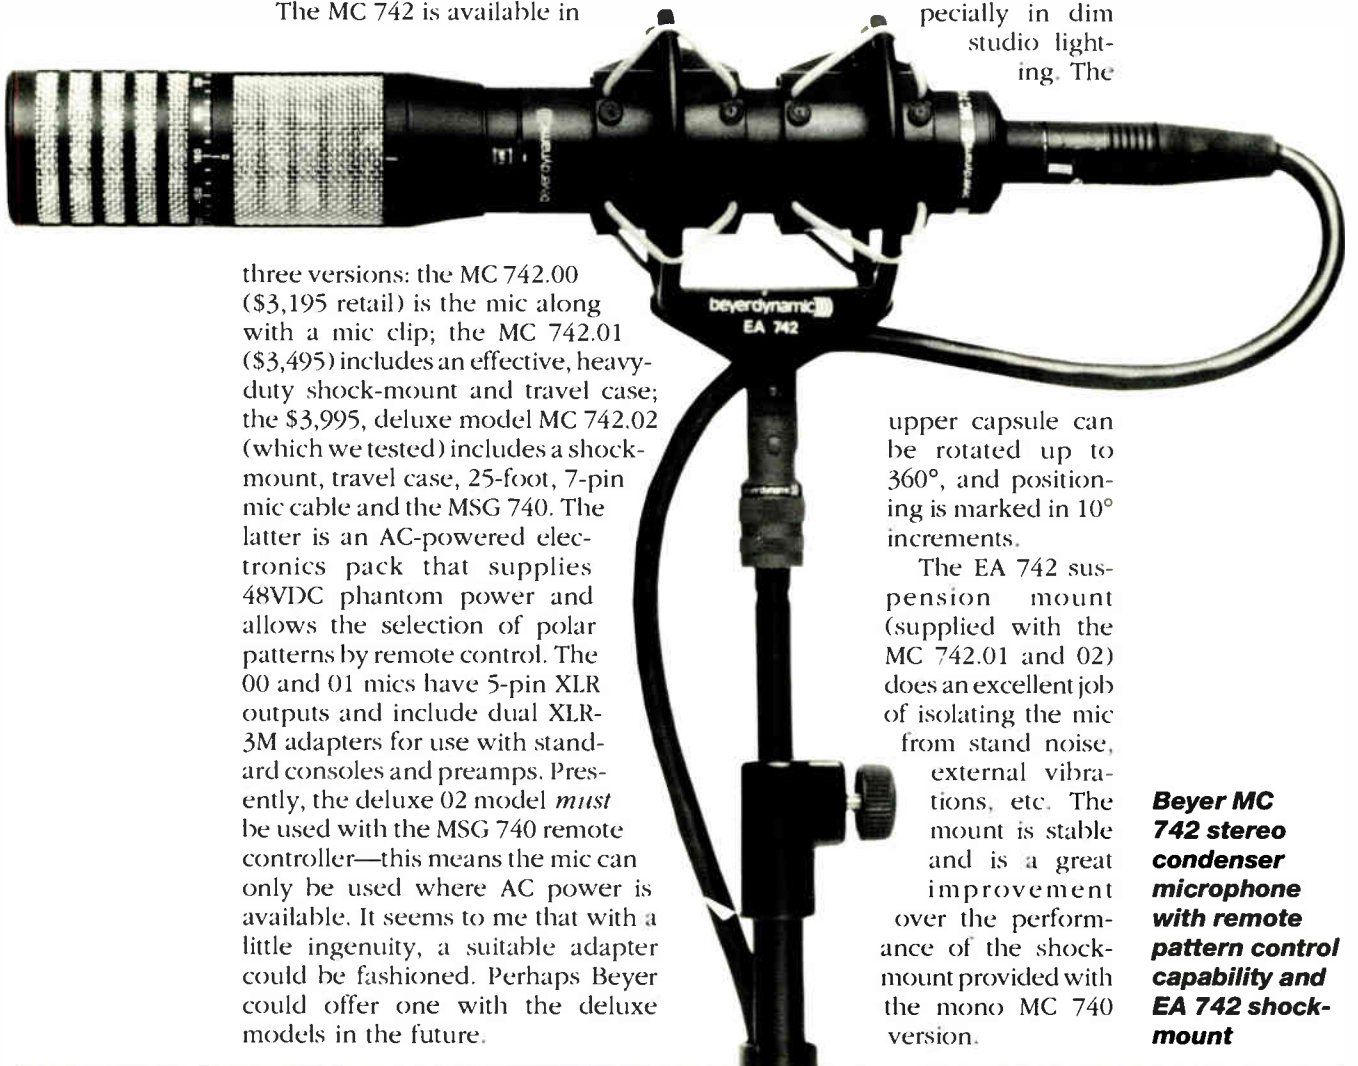 The MC 742 is available in
three versions: the MC 742.00
($3,195 retail) is the mic along
with a mic clip; the MC 742.01
($3,495) includes an effective, heavy-
duty shock-mount and travel case;
the $3,995, deluxe model MC 742.02
(which we tested) includes a shock-
mount, travel case, 25-foot, 7-pin
mic cable and the MSG 740. The
latter is an AC-powered elec-
tronics pack that supplies
48VDC phantom power and
allows the selection of polar
patterns by remote control. The
00 and 01 mics have 5-pin XLR
outputs and include dual XLR-
3M adapters for use with stand-
ard consoles and preamps. Pres-
ently, the deluxe 02 model must
be used with the MSG 740 remote
controller—this means the mic can
only be used where AC power is
available. It seems to me that with a
little ingenuity, a suitable adapter
could be fashioned. Perhaps Beyer
could offer one with the deluxe
models in the future.
pecially in dim
studio light-
ing. The
upper capsule can
be rotated up to
360°, and position-
ing is marked in 10°
increments.
The EA 742 sus-
pension mount
(supplied with the
MC 742.01 and 02)
does an excellent job
of isolating the mic
from stand noise,
external vibra-
tions, etc. The
mount is stable
and is a great
improvement
over the perform-
ance of the shock-
mount provided with
the mono MC 740
version.
beyerdynamic
beyerdynamic
EA 742
Beyer MC
742 stereo
condenser
microphone
with remote
pattern control
capability and
EA 742 shock-
mount